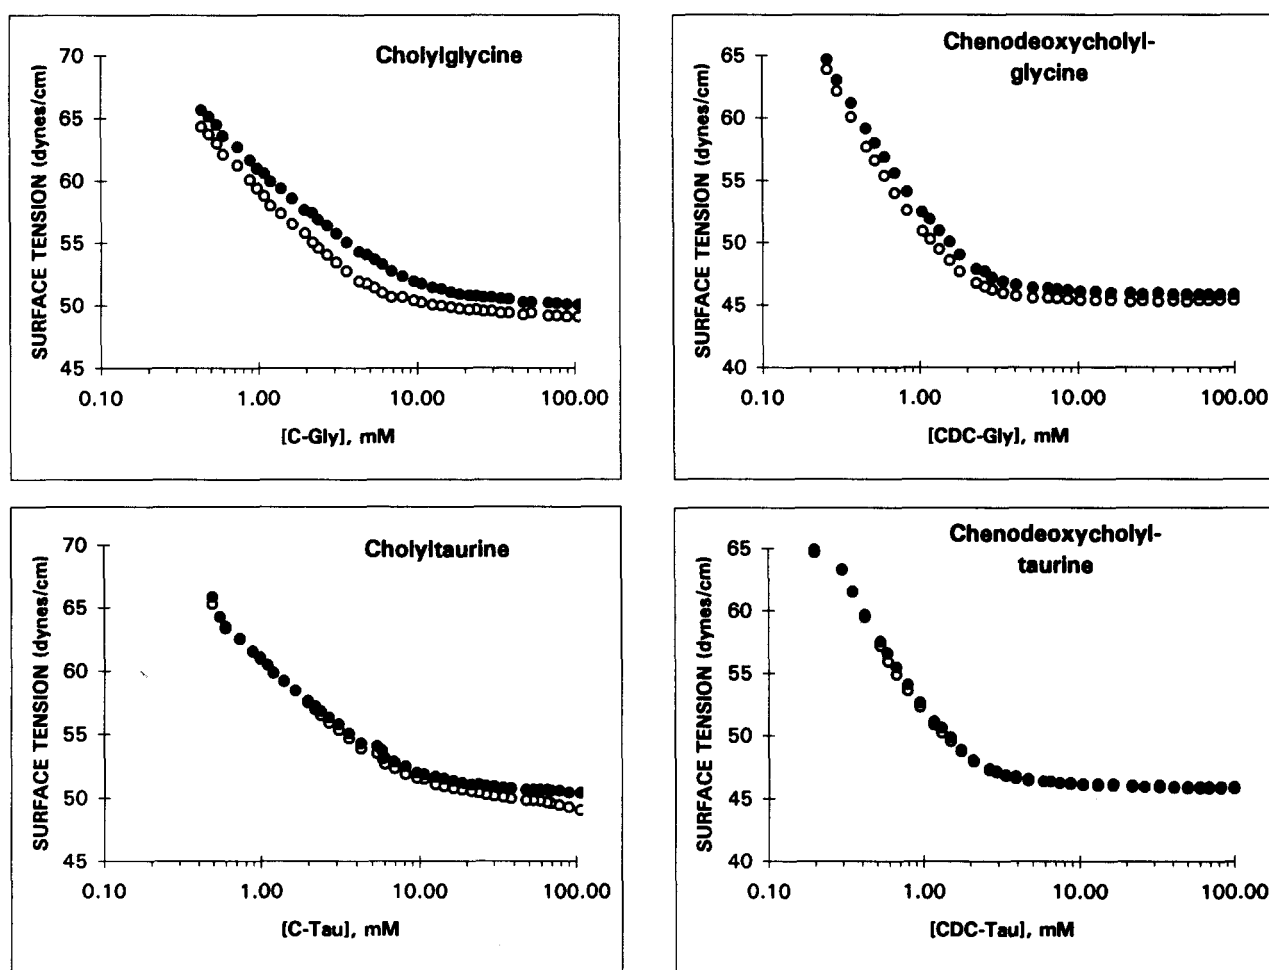 Cholylglycine
SURFACE TENSION (dynes/cm)
70
65
60
55
50
45
0.10 1.00 10.00 100.00
[C-Gly], mM
Chenodeoxycholyl-
glycine
SURFACE TENSION (dynes/cm)
65
60
55
50
45
40
0.10 1.00 10.00 100.00
[CDC-Gly], mM
Cholyltaurine
SURFACE TENSION (dynes/cm)
70
65
60
55
50
45
0.10 1.00 10.00 100.00
[C-Tau], mM
Chenodeoxycholyl-
taurine
SURFACE TENSION (dynes/cm)
65
60
55
50
45
40
0.10 1.00 10.00 100.00
[CDC-Tau], mM